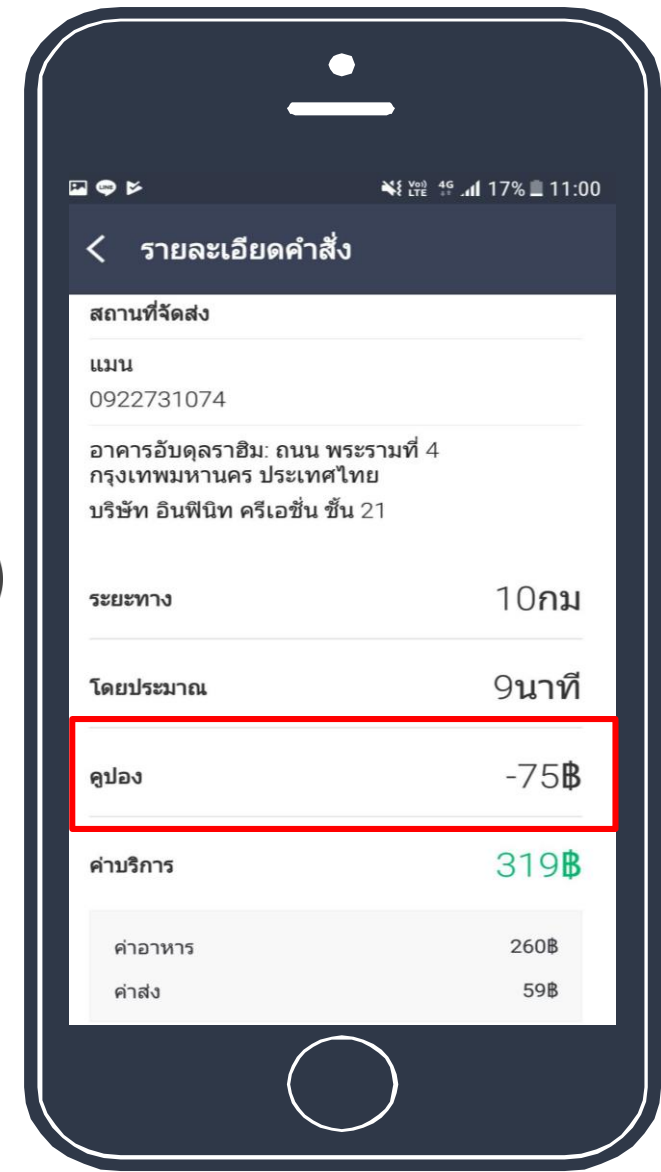 LINE Vo)) LTE 4G 17% 11:00
รายละเอียดคำสั่ง
สถานที่จัดส่ง
แมน
0922731074
อาคารอับดุลราฮิม: ถนน พระรามที่ 4
กรุงเทพมหานคร ประเทศไทย
บริษัท อินฟินิท ครีเอชั่น ชั้น 21
ระยะทาง 10กม
โดยประมาณ 9นาที
คูปอง -75฿
ค่าบริการ 319฿
ค่าอาหาร 260฿
ค่าส่ง 59฿